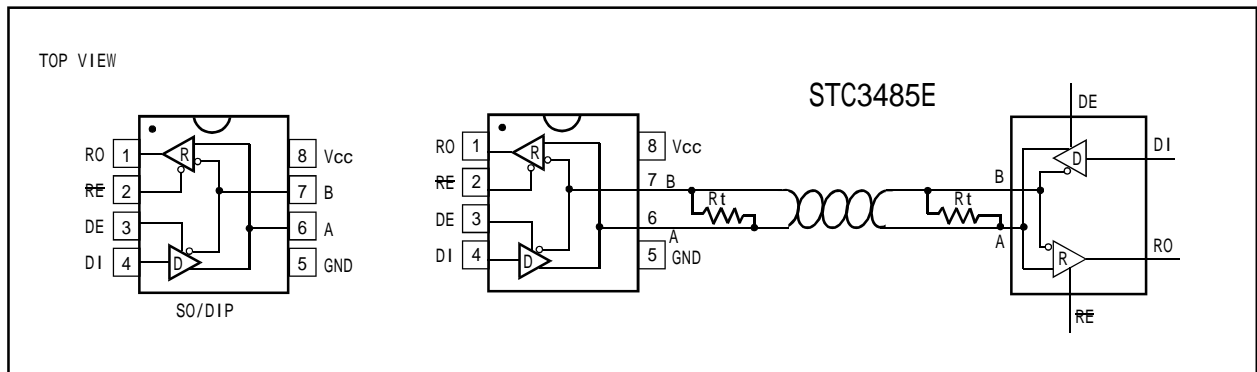 TOP VIEW
STC3485E
RO 1
RE 2
DE 3
DI 4
R
D
8 Vcc
7 B
6 A
5 GND
SO/DIP
RO 1
RE 2
DE 3
DI 4
R
D
8 Vcc
7 B
6 A
5 GND
Rt
Rt
B
A
DE
D
DI
R
RO
RE